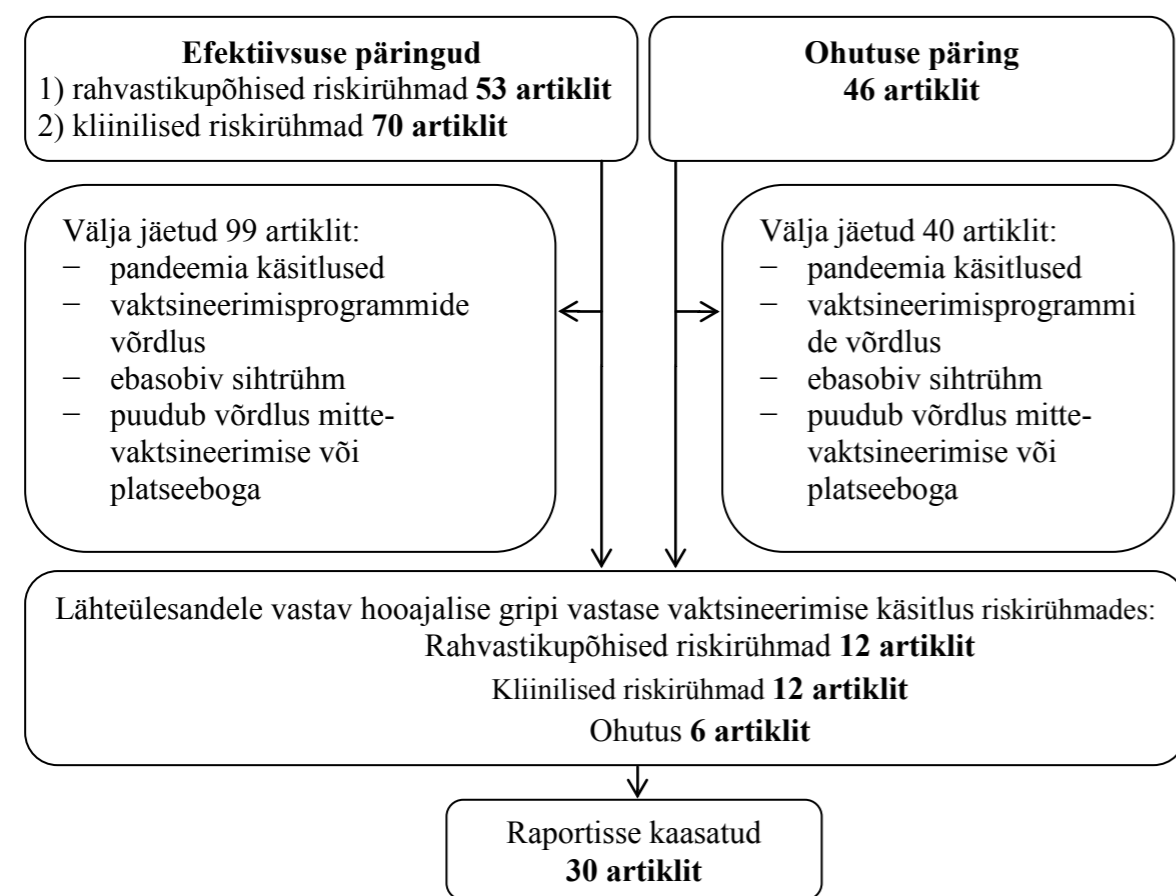 Efektiivsuse päringud
1) rahvastikupõhised riskirühmad 53 artiklit
2) kliinilised riskirühmad 70 artiklit
Ohutuse päring
46 artiklit
Välja jäetud 99 artiklit:
− pandeemia käsitlused
− vaktsineerimisprogrammide
võrdlus
− ebasobiv sihtrühm
− puudub võrdlus mitte-
vaktsineerimise või
platseeboga
Välja jäetud 40 artiklit:
− pandeemia käsitlused
− vaktsineerimisprogrammi
de võrdlus
− ebasobiv sihtrühm
− puudub võrdlus mitte-
vaktsineerimise või
platseeboga
Lähteülesandele vastav hooajalise gripi vastase vaktsineerimise käsitlus riskirühmades:
Rahvastikupõhised riskirühmad 12 artiklit
Kliinilised riskirühmad 12 artiklit
Ohutus 6 artiklit
Raportisse kaasatud
30 artiklit